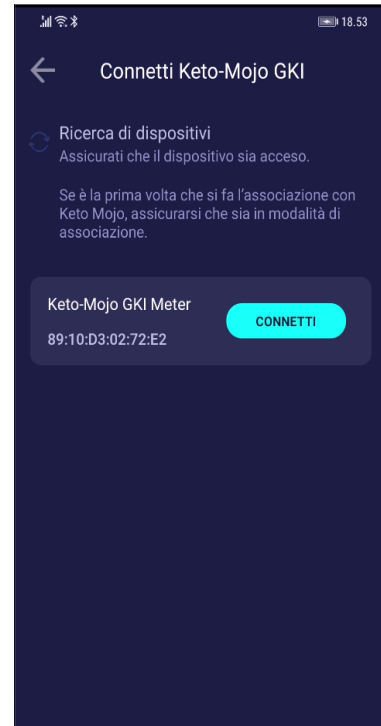 18.53
Connetti Keto-Mojo GKI
Ricerca di dispositivi
Assicurati che il dispositivo sia acceso.
Se è la prima volta che si fa l'associazione con
Keto Mojo, assicurarsi che sia in modalità di
associazione.
Keto-Mojo GKI Meter
CONNETTI
89:10:D3:02:72:E2